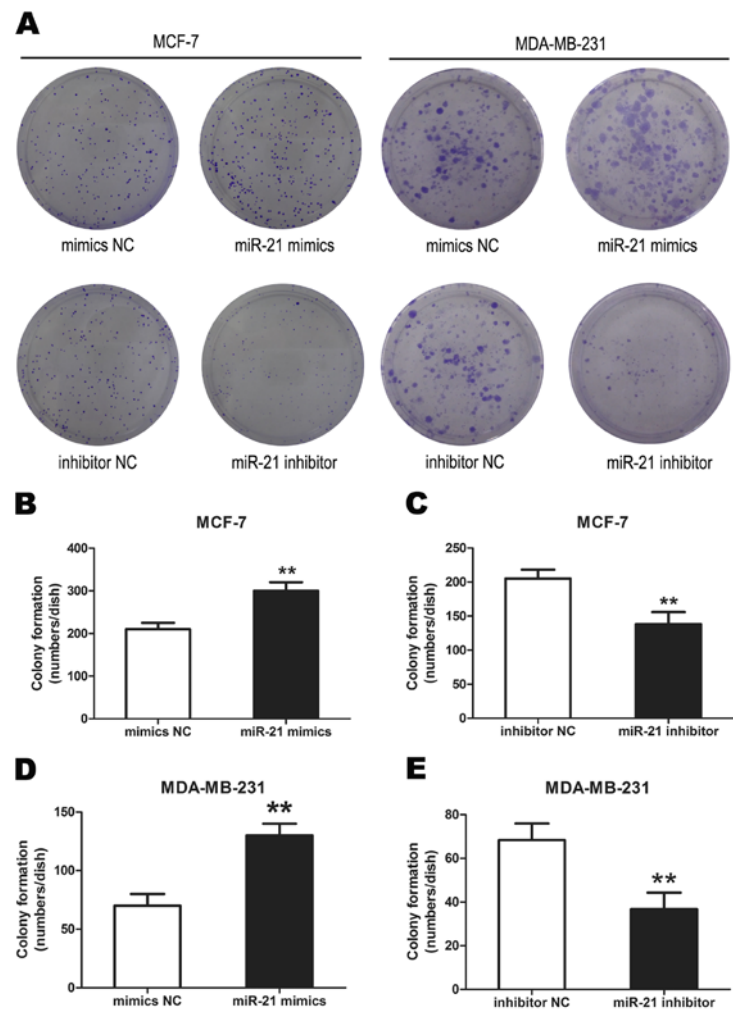 A
MCF-7
MDA-MB-231
mimics NC
miR-21 mimics
mimics NC
miR-21 mimics
inhibitor NC
miR-21 inhibitor
inhibitor NC
miR-21 inhibitor
B
MCF-7
Colony formation
(numbers/dish)
400
300
200
100
0
**
mimics NC
miR-21 mimics
C
MCF-7
Colony formation
(numbers/dish)
250
200
150
100
50
0
**
inhibitor NC
miR-21 inhibitor
D
MDA-MB-231
Colony formation
(numbers/dish)
150
100
50
0
**
mimics NC
miR-21 mimics
E
MDA-MB-231
Colony formation
(numbers/dish)
80
60
40
20
0
**
inhibitor NC
miR-21 inhibitor